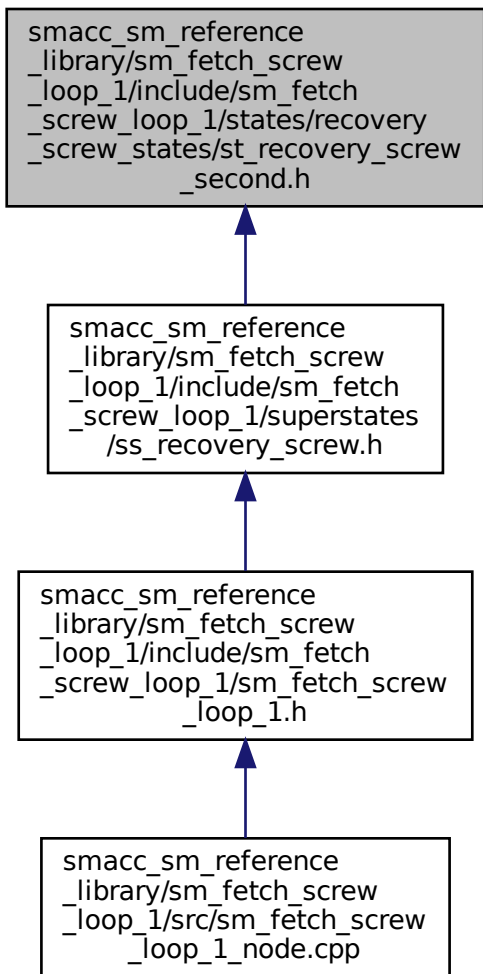 smacc_sm_reference
_library/sm_fetch_screw
_loop_1/include/sm_fetch
_screw_loop_1/states/recovery
_screw_states/st_recovery_screw
_second.h
smacc_sm_reference
_library/sm_fetch_screw
_loop_1/include/sm_fetch
_screw_loop_1/superstates
/ss_recovery_screw.h
smacc_sm_reference
_library/sm_fetch_screw
_loop_1/include/sm_fetch
_screw_loop_1/sm_fetch_screw
_loop_1.h
smacc_sm_reference
_library/sm_fetch_screw
_loop_1/src/sm_fetch_screw
_loop_1_node.cpp